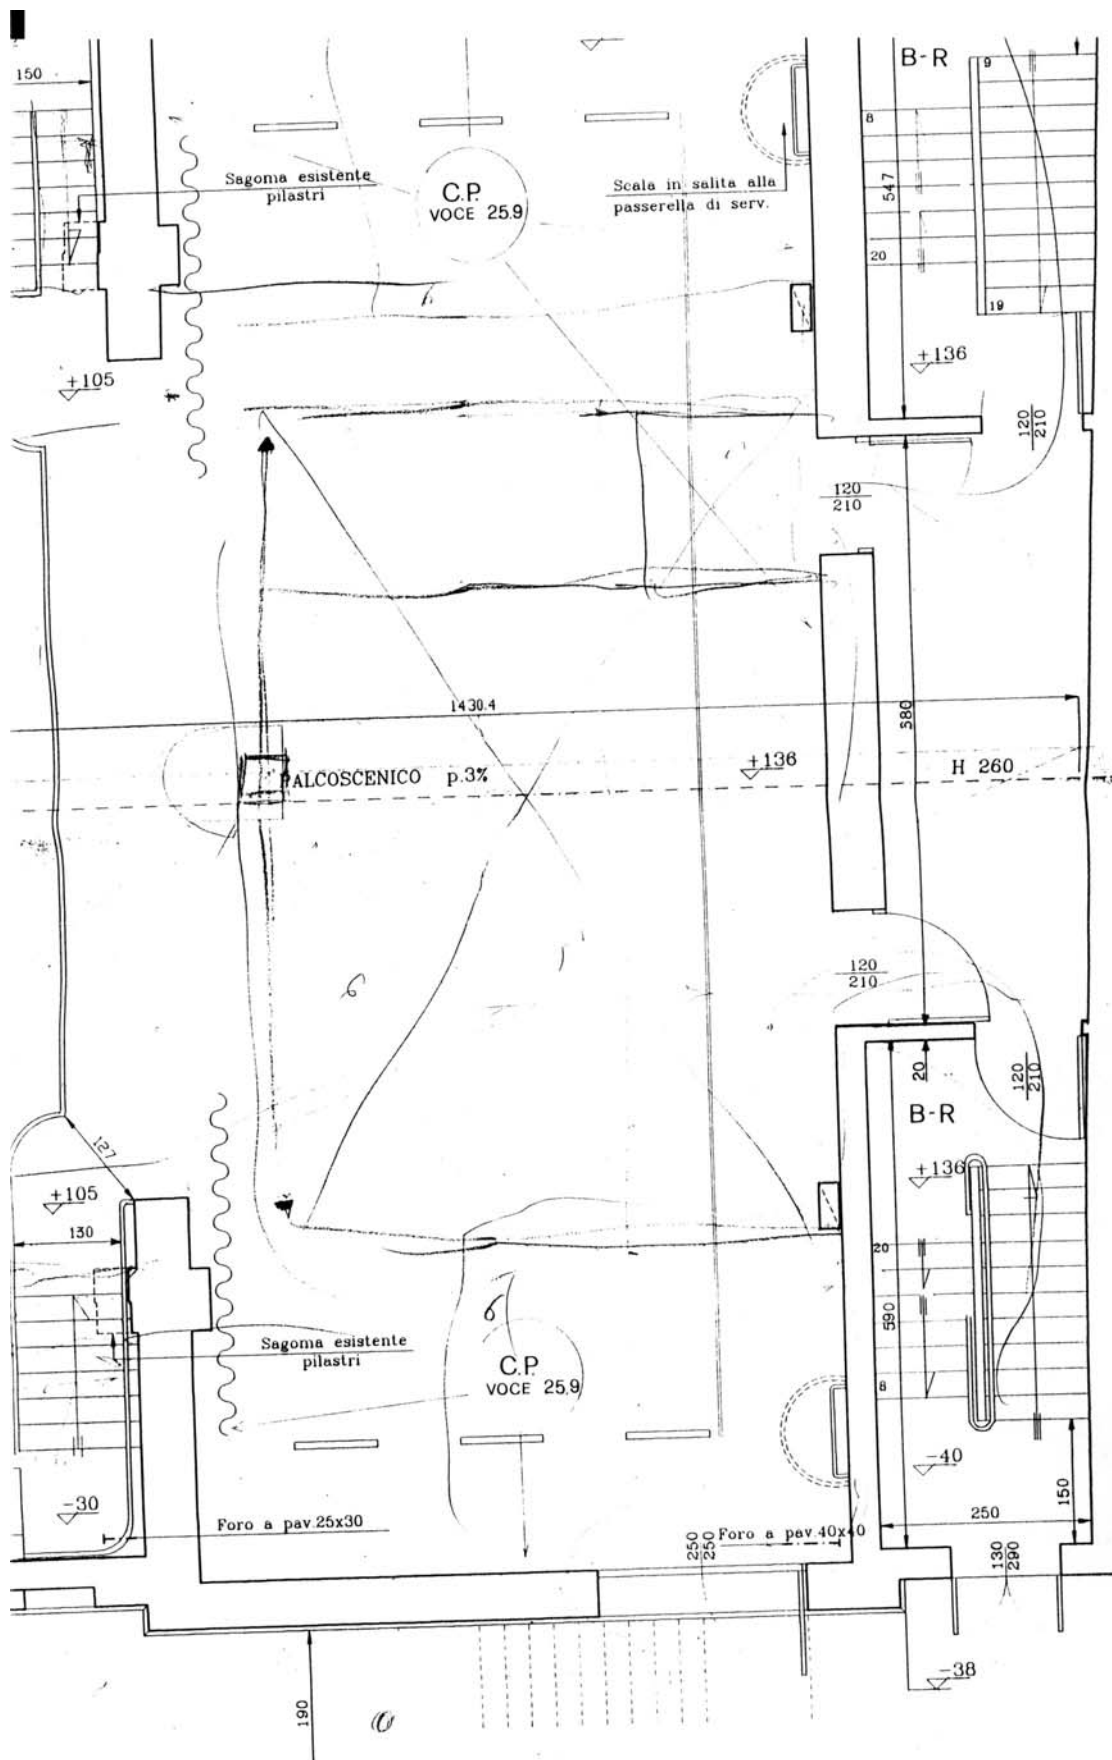 150
B-R
9
8
547
Sagoma esistente
pilastri
C.P.
VOCE 25.9
Scala in salita alla
passerella di serv.
20
19
+136
+105
120
210
120
210
1430.4
580
PALCOSCENICO p.3%
+136
H 260
120
210
20
120
210
B-R
127
+105
+136
130
20
590
Sagoma esistente
pilastri
C.P.
VOCE 25.9
8
-40
-30
150
Foro a pav.25x30
250
250
Foro a pav.40x40
250
130
290
-38
190